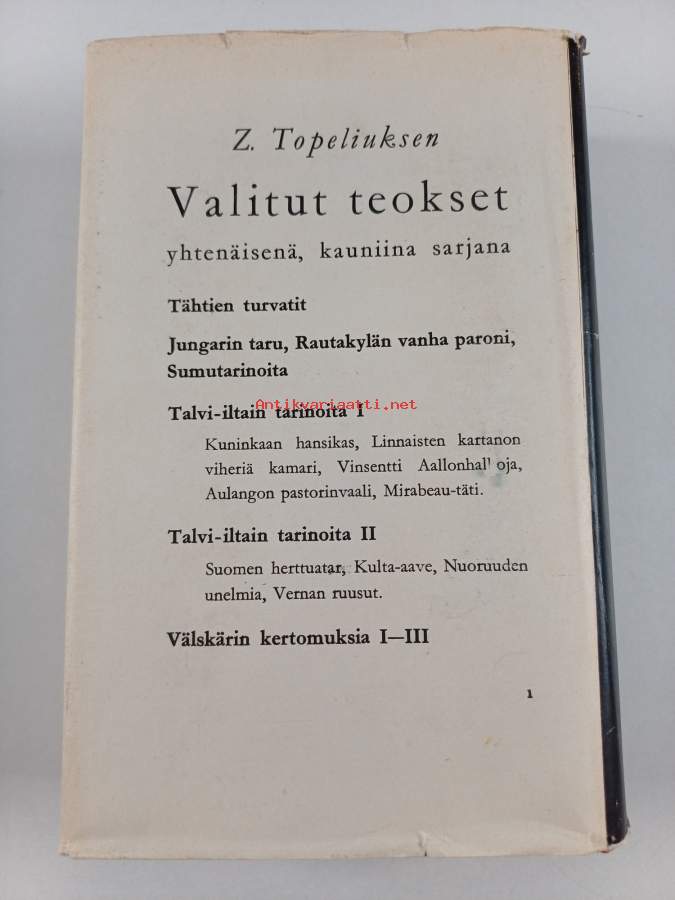 Z. Topeliuksen
Valitut teokset
yhtenäisenä, kauniina sarjana
Tähtien turvatit
Jungarin taru, Rautakylän vanha paroni,
Sumutarinoita
Antikvariaatti.net
Talvi-iltain tarinoita I
Kuninkaan hansikas, Linnaisten kartanon
viheriä kamari, Vinsentti Aallonhal' oja,
Aulangon pastorinvaali, Mirabeau-täti.
Talvi-iltain tarinoita II
Suomen herttuatar, Kulta-aave, Nuoruuden
unelmia, Vernan ruusut.
Välskärin kertomuksia I—III
1